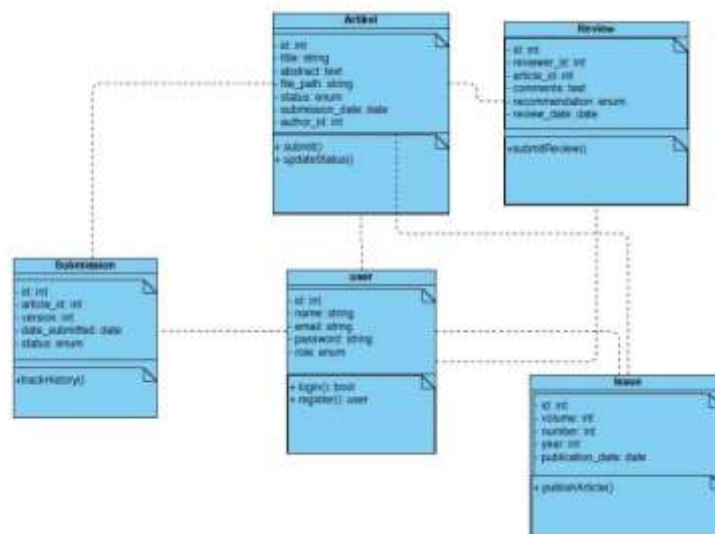 Artikel
- id: int
- title: string
- abstract: text
- file_path: string
- status: enum
- submission_date: date
- author_id: int
+ submit()
+ updateStatus()
Review
- id: int
- reviewer_id: int
- article_id: int
- comments: text
- recommendation: enum
- review_date: date
+submitReview()
Submission
- id: int
- article_id: int
- version: int
- date_submitted: date
- status: enum
+trackHistory()
user
- id: int
- name: string
- email: string
- password: string
- role: enum
+ login(): bool
+ register(): user
Issue
- id: int
- volume: int
- number: int
- year: int
- publication_date: date
+ publishArticle()